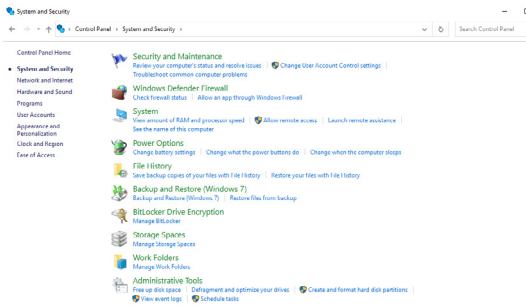 System and Security
Control Panel › System and Security ›
Search Control Panel
Control Panel Home
System and Security
Network and Internet
Hardware and Sound
Programs
User Accounts
Appearance and
Personalization
Clock and Region
Ease of Access
Security and Maintenance
Review your computer's status and resolve issues | Change User Account Control settings |
Troubleshoot common computer problems
Windows Defender Firewall
Check firewall status | Allow an app through Windows Firewall
System
View amount of RAM and processor speed | Allow remote access | Launch remote assistance |
See the name of this computer
Power Options
Change battery settings | Change what the power buttons do | Change when the computer sleeps
File History
Save backup copies of your files with File History | Restore your files with File History
Backup and Restore (Windows 7)
Backup and Restore (Windows 7) | Restore files from backup
BitLocker Drive Encryption
Manage BitLocker
Storage Spaces
Manage Storage Spaces
Work Folders
Manage Work Folders
Administrative Tools
Free up disk space | Defragment and optimize your drives | Create and format hard disk partitions |
View event logs | Schedule tasks